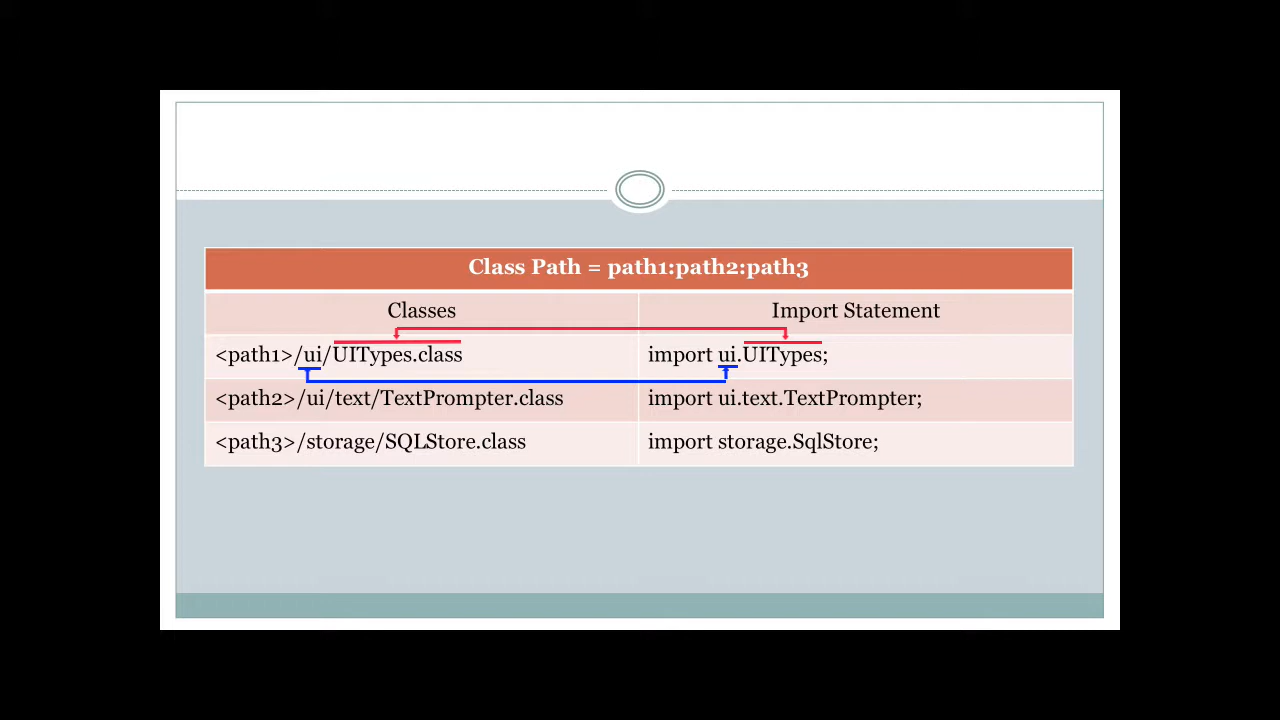 Class Path = path1:path2:path3
Classes Import Statement
<path1>/ui/UITypes.class import ui.UITypes;
<path2>/ui/text/TextPrompter.class import ui.text.TextPrompter;
<path3>/storage/SQLStore.class import storage.SqlStore;